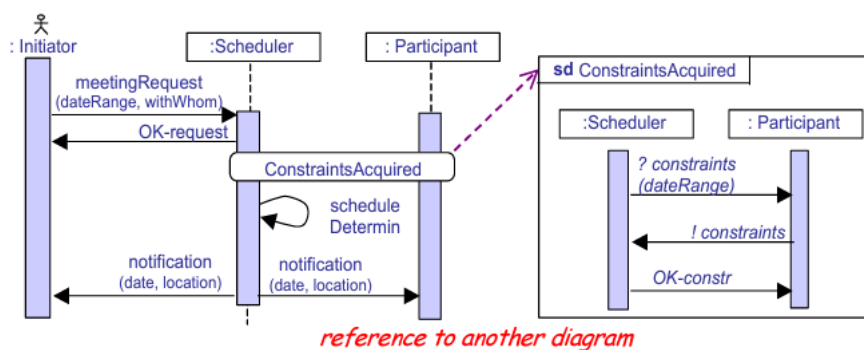 : Initiator
:Scheduler
: Participant
meetingRequest
(dateRange, withWhom)
OK-request
ConstraintsAcquired
schedule
Determin
notification
(date, location)
notification
(date, location)
sd ConstraintsAcquired
:Scheduler
: Participant
? constraints
(dateRange)
! constraints
OK-constr
reference to another diagram